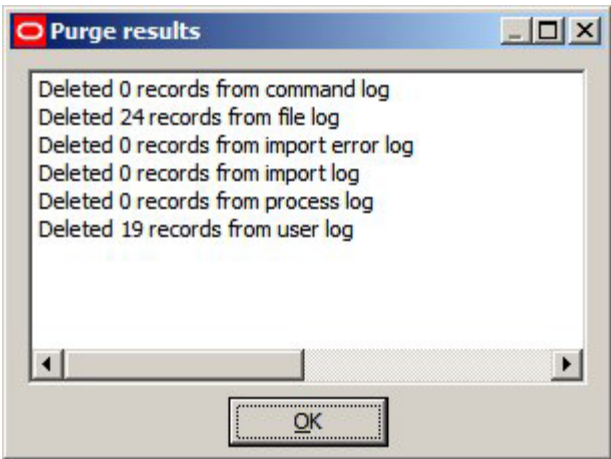 Purge results
Deleted 0 records from command log
Deleted 24 records from file log
Deleted 0 records from import error log
Deleted 0 records from import log
Deleted 0 records from process log
Deleted 19 records from user log
OK